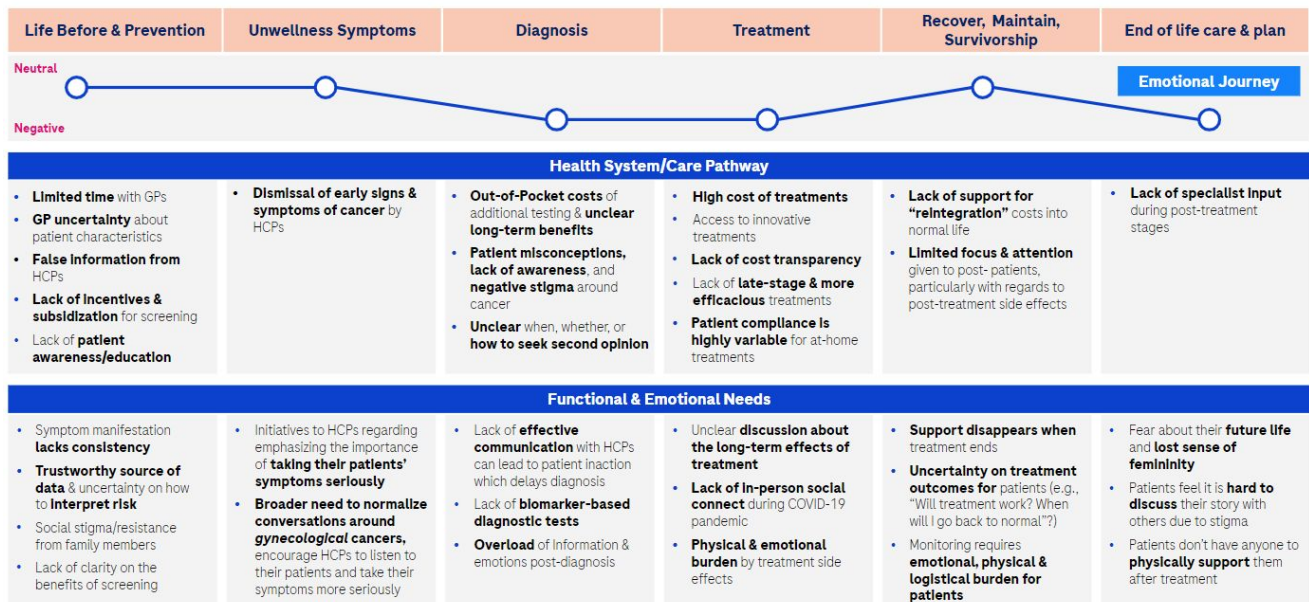 Life Before & Prevention
Unwellness Symptoms
Diagnosis
Treatment
Recover, Maintain,
Survivorship
End of life care & plan
Neutral
Negative
Emotional Journey
Health System/Care Pathway
• Limited time with GPs
• GP uncertainty about
patient characteristics
• False information from
HCPs
• Lack of incentives &
subsidization for screening
• Lack of patient
awareness/education
• Dismissal of early signs &
symptoms of cancer by
HCPs
• Out-of-Pocket costs of
additional testing & unclear
long-term benefits
• Patient misconceptions,
lack of awareness, and
negative stigma around
cancer
• Unclear when, whether, or
how to seek second opinion
• High cost of treatments
• Access to innovative
treatments
• Lack of cost transparency
• Lack of late-stage & more
efficacious treatments
• Patient compliance is
highly variable for at-home
treatments
• Lack of support for
“reintegration” costs into
normal life
• Limited focus & attention
given to post- patients,
particularly with regards to
post-treatment side effects
• Lack of specialist input
during post-treatment
stages
Functional & Emotional Needs
• Symptom manifestation
lacks consistency
• Trustworthy source of
data & uncertainty on how
to interpret risk
• Social stigma/resistance
from family members
• Lack of clarity on the
benefits of screening
• Initiatives to HCPs regarding
emphasizing the importance
of taking their patients’
symptoms seriously
• Broader need to normalize
conversations around
gynecological cancers,
encourage HCPs to listen to
their patients and take their
symptoms more seriously
• Lack of effective
communication with HCPs
can lead to patient inaction
which delays diagnosis
• Lack of biomarker-based
diagnostic tests
• Overload of Information &
emotions post-diagnosis
• Unclear discussion about
the long-term effects of
treatment
• Lack of in-person social
connect during COVID-19
pandemic
• Physical & emotional
burden by treatment side
effects
• Support disappears when
treatment ends
• Uncertainty on treatment
outcomes for patients (e.g.,
“Will treatment work? When
will I go back to normal”?)
• Monitoring requires
emotional, physical &
logistical burden for
patients
• Fear about their future life
and lost sense of
femininity
• Patients feel it is hard to
discuss their story with
others due to stigma
• Patients don’t have anyone to
physically support them
after treatment